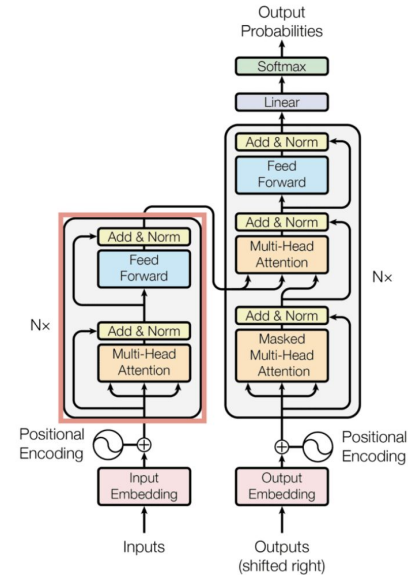 Output
Probabilities
Softmax
Linear
Add & Norm
Feed
Forward
Add & Norm
Multi-Head
Attention
Nx
Add & Norm
Masked
Multi-Head
Attention
Add & Norm
Feed
Forward
Nx
Add & Norm
Multi-Head
Attention
Positional
Encoding
Positional
Encoding
Input
Embedding
Output
Embedding
Inputs
Outputs
(shifted right)